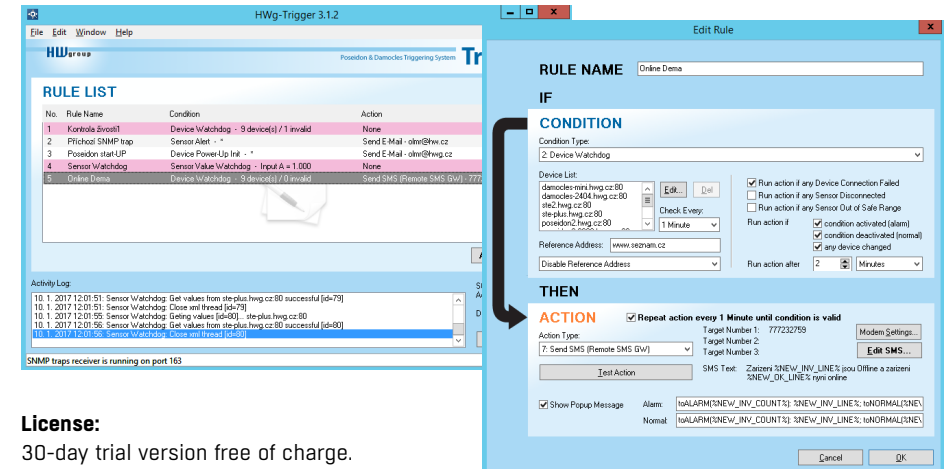 HWg-Trigger 3.1.2
File Edit Window Help
HWgroup
Poseidon & Damocles Triggering System Tr
RULE LIST
No. Rule Name Condition Action
1 Kontrola živosti1 Device Watchdog - 9 device(s) / 1 invalid None
2 Příchozí SNMP trap Sensor Alert - * Send E-Mail - olmr@hw.cz
3 Poseidon start-UP Device Power-Up Init - * Send E-Mail - olmr@hwg.cz
4 Sensor Watchdog Sensor Value Watchdog - Input A = 1.000 None
5 Online Dema Device Watchdog - 9 device(s) / 0 invalid Send SMS (Remote SMS GW) - 777
Activity Log:
10. 1. 2017 12:01:51: Sensor Watchdog: Get values from ste-plus.hwg.cz:80 successful [id=79]
10. 1. 2017 12:01:51: Sensor Watchdog: Close xml thread [id=79]
10. 1. 2017 12:01:55: Sensor Watchdog: Geting values [id=80]... ste-plus.hwg.cz:80
10. 1. 2017 12:01:56: Sensor Watchdog: Get values from ste-plus.hwg.cz:80 successful [id=80]
10. 1. 2017 12:01:56: Sensor Watchdog: Close xml thread [id=80]
SNMP traps receiver is running on port 163
License:
30-day trial version free of charge.
Edit Rule
RULE NAME Online Dema
IF
CONDITION
Condition Type:
2: Device Watchdog
Device List:
damocles-mini.hwg.cz:80
damocles-2404.hwg.cz:80
ste2.hwg.cz:80
ste-plus.hwg.cz:80
poseidon2.hwg.cz:80
Edit... Del
Check Every:
1 Minute
Reference Address: www.seznam.cz
Disable Reference Address
Run action if any Device Connection Failed
Run action if any Sensor Disconnected
Run action if any Sensor Out of Safe Range
Run action if condition activated (alarm)
condition deactivated (normal)
any device changed
Run action after 2 Minutes
THEN
ACTION Repeat action every 1 Minute until condition is valid
Action Type:
7: Send SMS (Remote SMS GW)
Test Action
Target Number 1: 777232759
Target Number 2:
Target Number 3:
Modem Settings...
Edit SMS...
SMS Text: Zarizeni %NEW_INV_LINE% jsou Offline a zarizeni
%NEW_OK_LINE% nyni online
Show Popup Message Alarm: toALARM(%NEW_INV_COUNT%): %NEW_INV_LINE%; toNORMAL(%NE\
Normal: toALARM(%NEW_INV_COUNT%): %NEW_INV_LINE%; toNORMAL(%NE\
Cancel OK